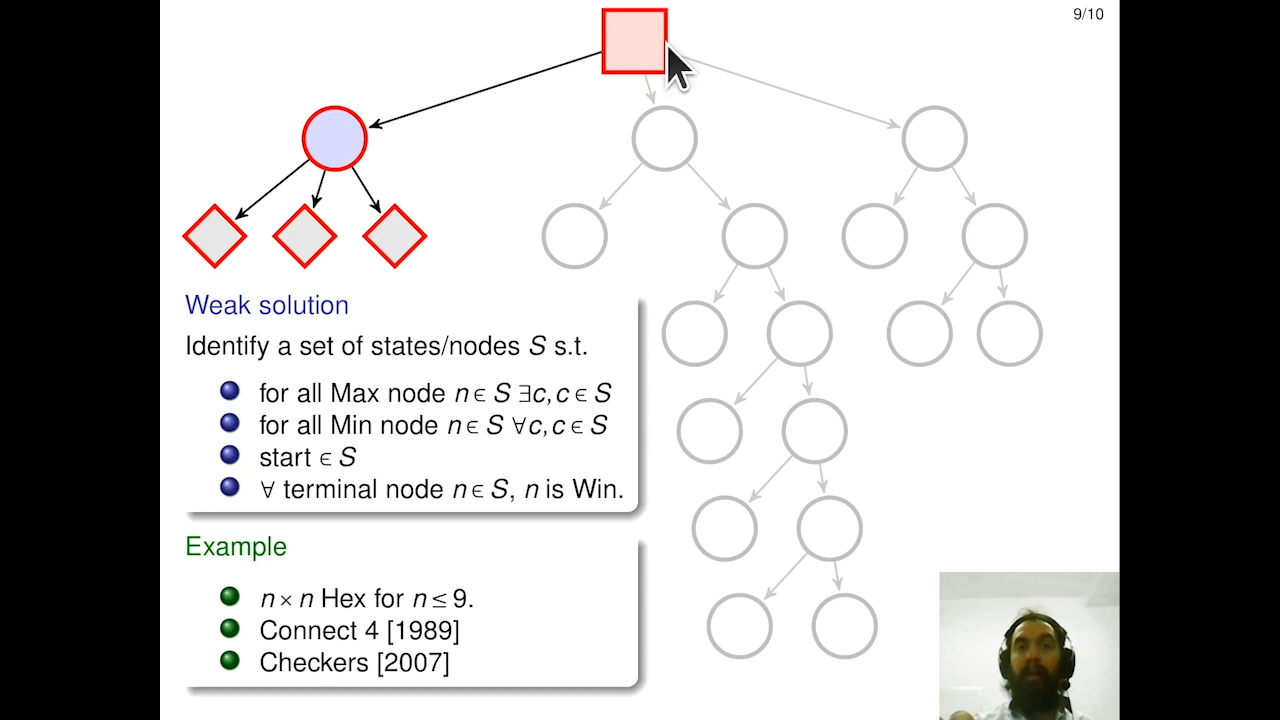 9/10
Weak solution
Identify a set of states/nodes S s.t.
for all Max node n ∈ S ∃c, c ∈ S
for all Min node n ∈ S ∀c, c ∈ S
start ∈ S
∀ terminal node n ∈ S, n is Win.
Example
n × n Hex for n ≤ 9.
Connect 4 [1989]
Checkers [2007]